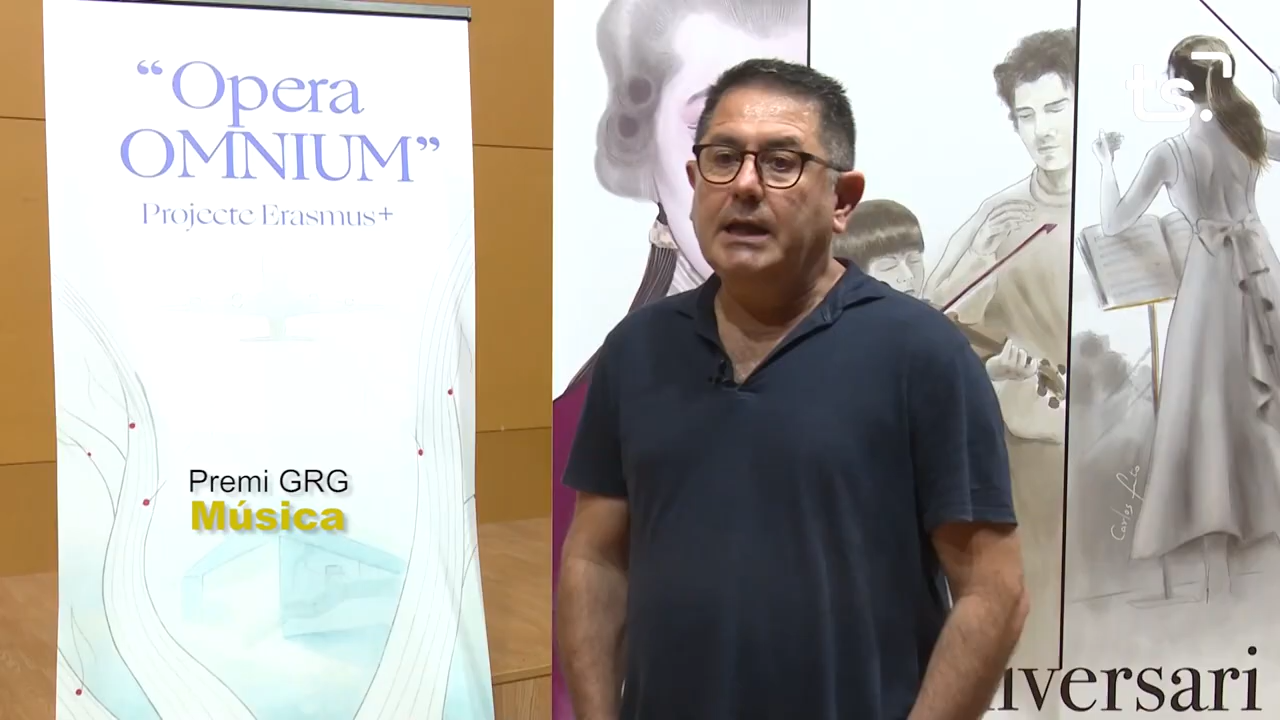 “Opera
OMNIUM”
Projecte Erasmus+
Premi GRG
Música
ts.
Carlos
iversari